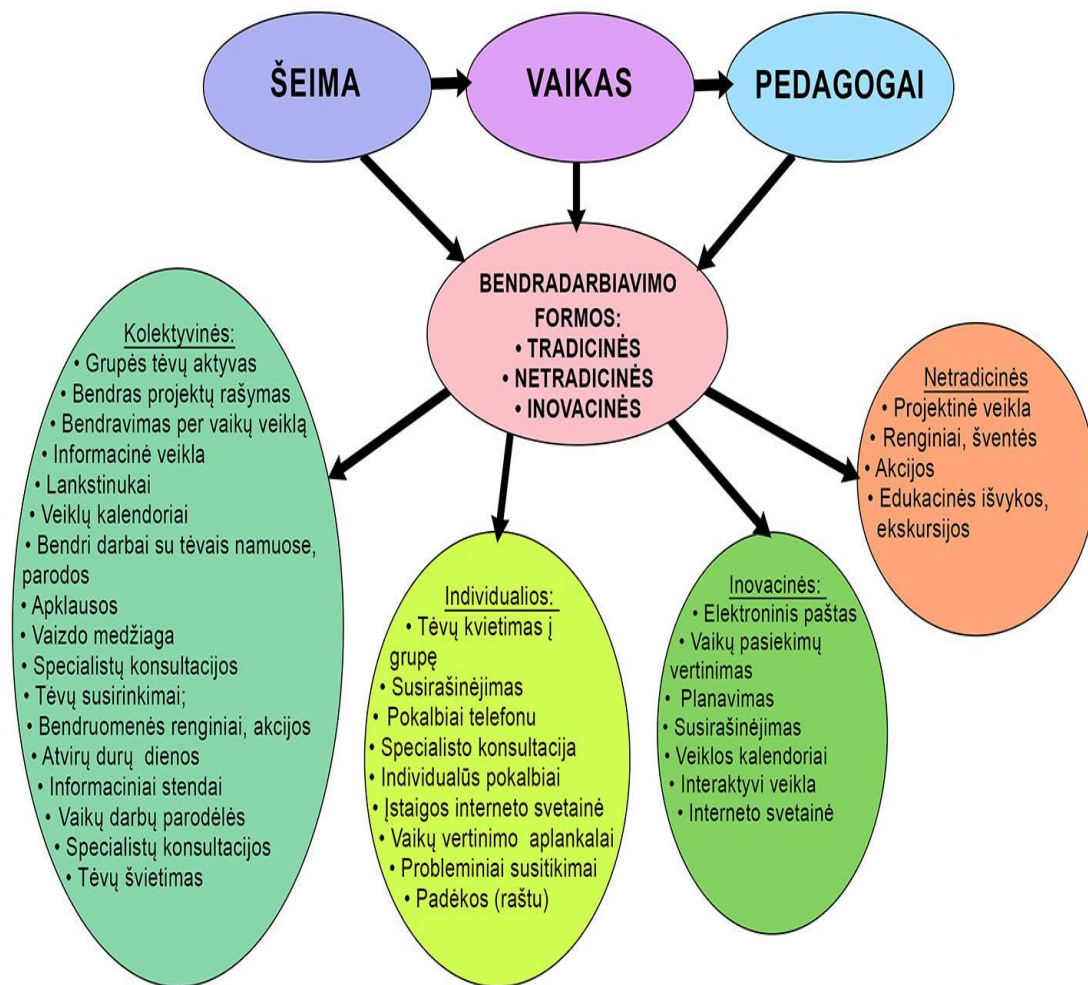 ŠEIMA
VAIKAS
PEDAGOGAI
BENDRADARBIAVIMO
FORMOS:
• TRADICINĖS
• NETRADICINĖS
• INOVACINĖS
Kolektyvinės:
• Grupės tėvų aktyvas
• Bendras projektų rašymas
• Bendravimas per vaikų veiklą
• Informacinė veikla
• Lankstinukai
• Veiklų kalendoriai
• Bendri darbai su tėvais namuose,
parodos
• Apklausos
• Vaizdo medžiaga
• Specialistų konsultacijos
• Tėvų susirinkimai;
• Bendruomenės renginiai, akcijos
• Atvirų durų dienos
• Informaciniai stendai
• Vaikų darbų parodėlės
• Specialistų konsultacijos
• Tėvų švietimas
Individualios:
• Tėvų kvietimas į
grupę
• Susirašinėjimas
• Pokalbiai telefonu
• Specialisto konsultacija
• Individualūs pokalbiai
• Įstaigos interneto svetainė
• Vaikų vertinimo aplankalai
• Probleminiai susitikimai
• Padėkos (raštu)
Inovacinės:
• Elektroninis paštas
• Vaikų pasiekimų
vertinimas
• Planavimas
• Susirašinėjimas
• Veiklos kalendoriai
• Interaktyvi veikla
• Interneto svetainė
Netradicinės
• Projektinė veikla
• Renginiai, šventės
• Akcijos
• Edukacinės išvykos,
ekskursijos